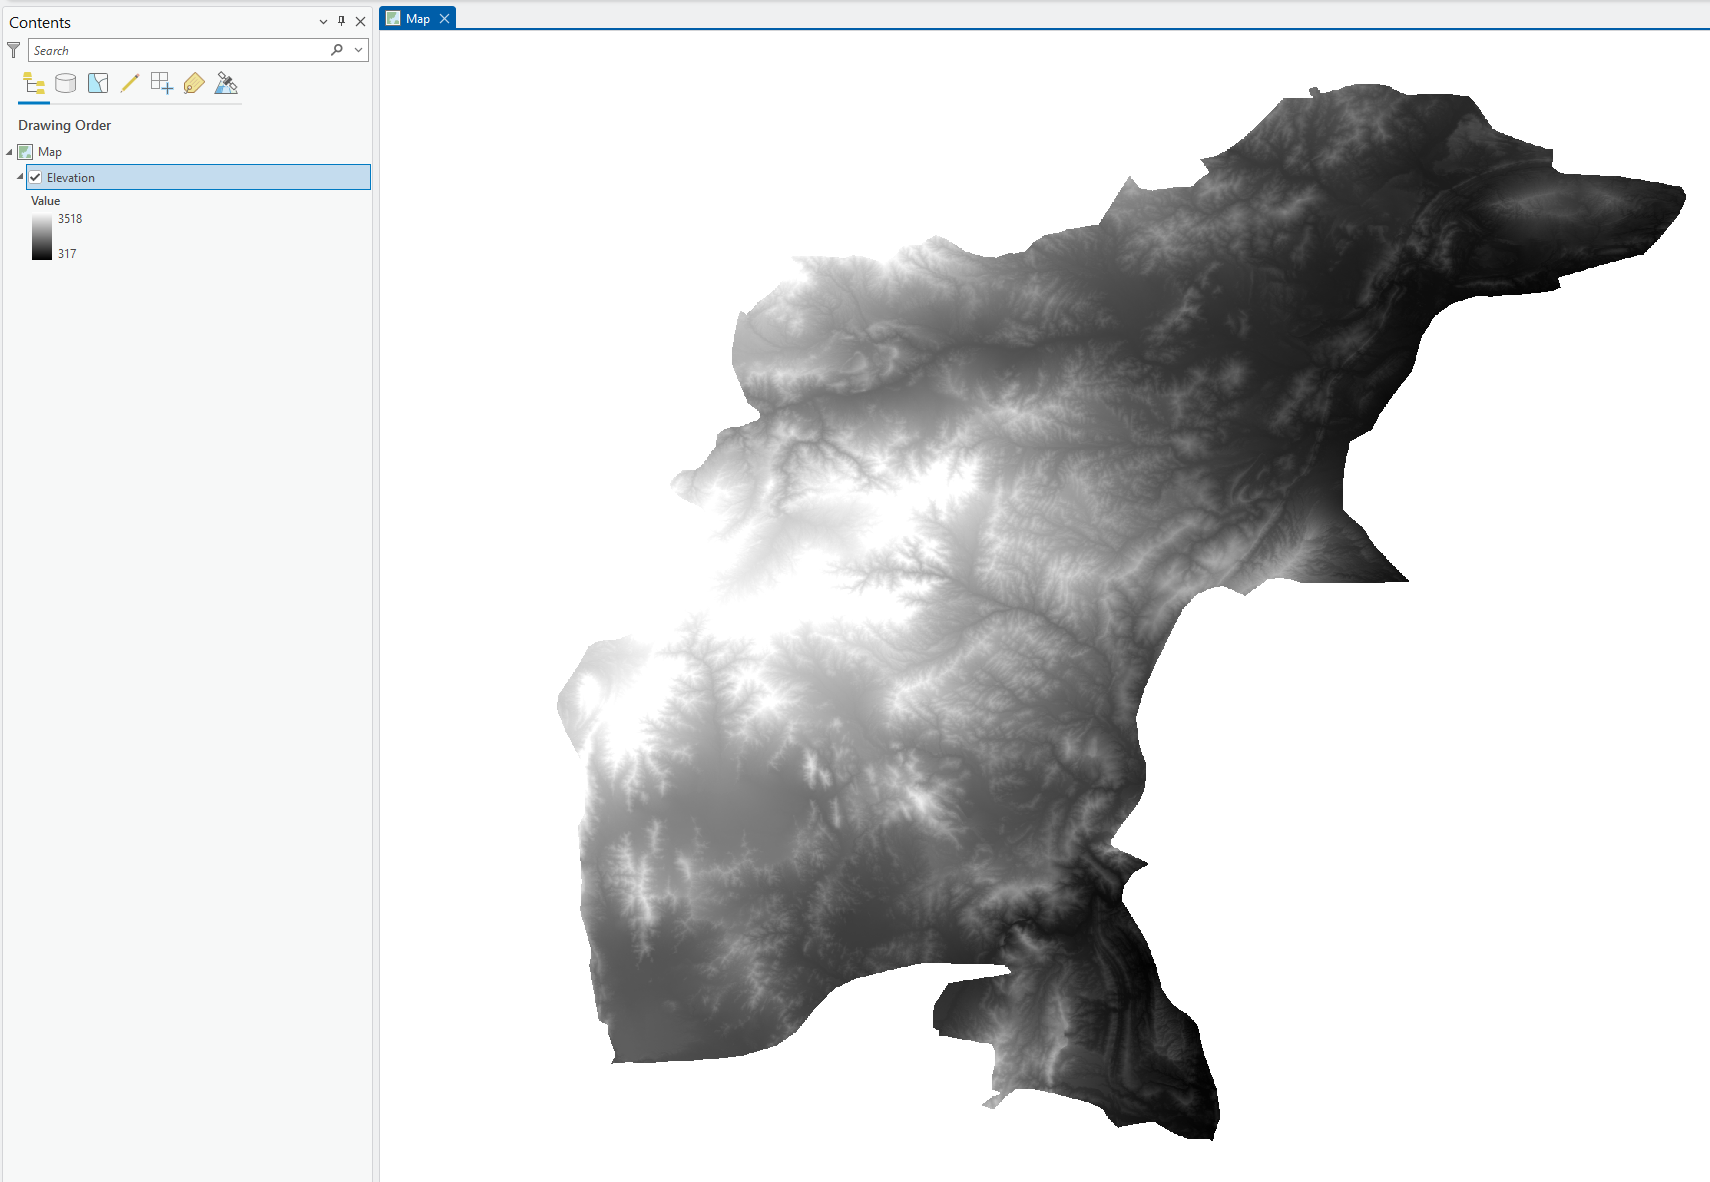 Contents
Search
Drawing Order
Map
Elevation
Value
3518
317
Map